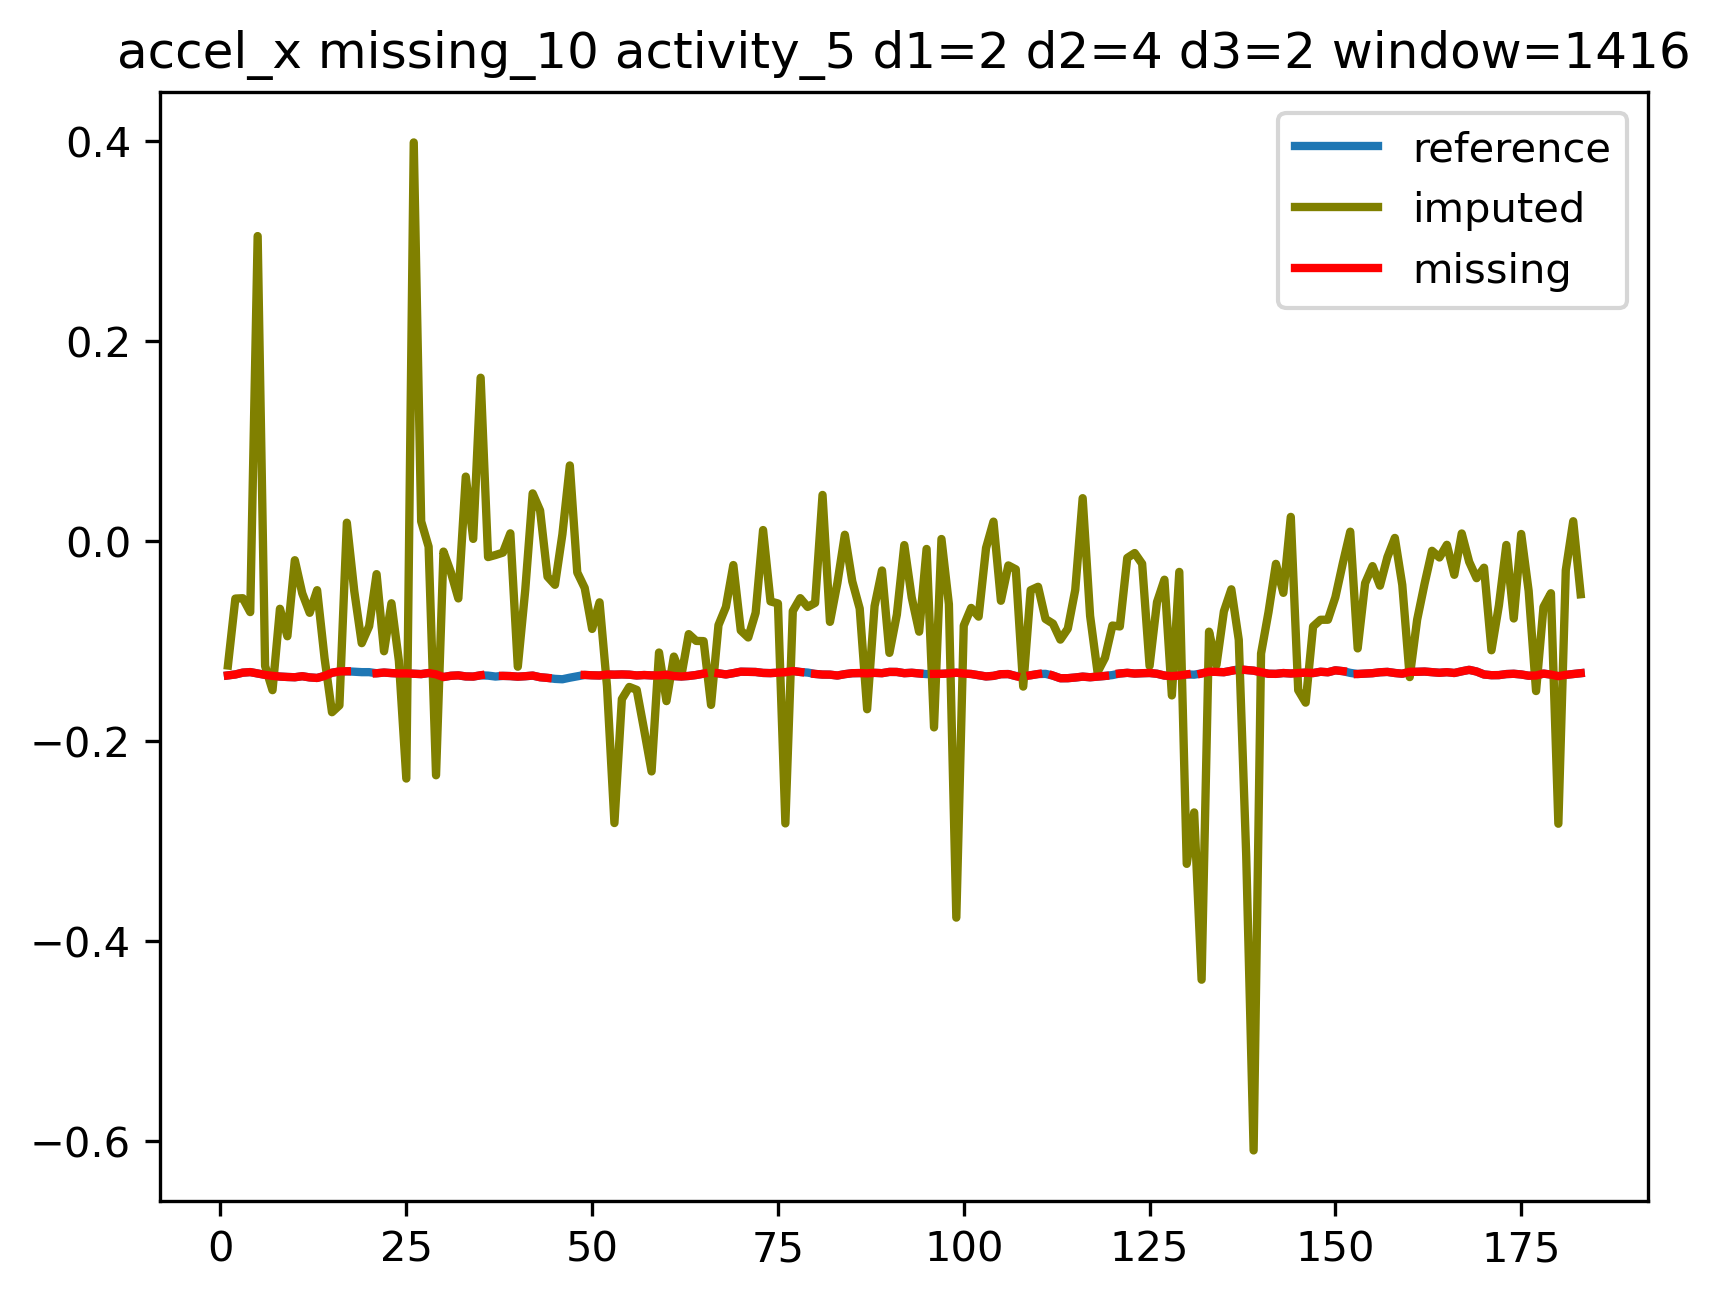 accel_x missing_10 activity_5 d1=2 d2=4 d3=2 window=1416
reference
imputed
missing
0.4
0.2
0.0
−0.2
−0.4
−0.6
0 25 50 75 100 125 150 175